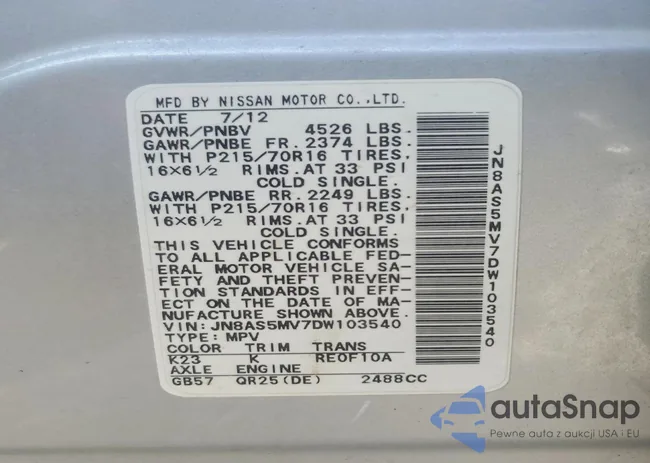 MFD BY NISSAN MOTOR CO.,LTD.
DATE 7/12
GVWR/PNBV 4526 LBS.
GAWR/PNBE FR. 2374 LBS.
WITH P215/70R16 TIRES.
16X6½ RIMS.AT 33 PSI
COLD SINGLE.
GAWR/PNBE RR. 2249 LBS.
WITH P215/70R16 TIRES.
16X6½ RIMS.AT 33 PSI
COLD SINGLE.
THIS VEHICLE CONFORMS
TO ALL APPLICABLE FED-
ERAL MOTOR VEHICLE SA-
FETY AND THEFT PREVEN-
TION STANDARDS IN EFF-
ECT ON THE DATE OF MA-
NUFACTURE SHOWN ABOVE.
VIN: JN8AS5MV7DW103540
TYPE: MPV
COLOR TRIM TRANS
K23 K RE0F10A
AXLE ENGINE
GB57 QR25(DE) 2488CC
JN8AS5MV7DW103540
autaSnap
Pewne auta z aukcji USA i EU